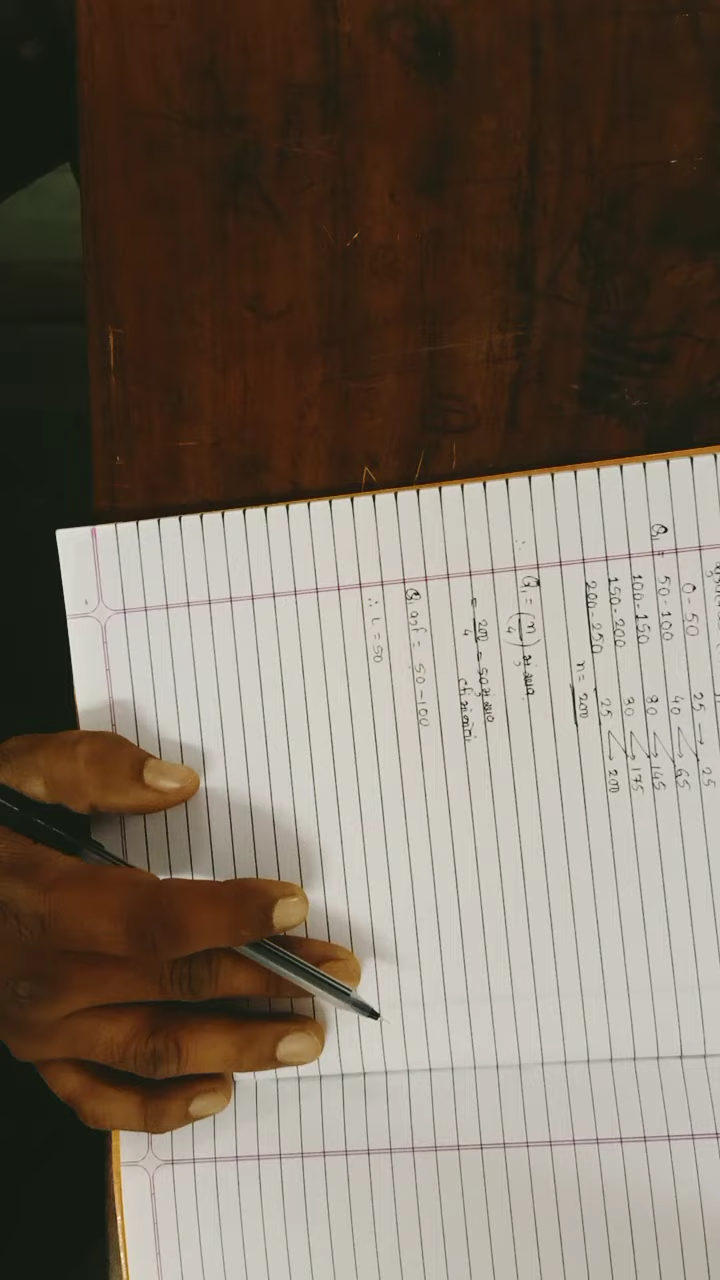 0 - 50 25 → 25
Q₁ = 50 - 100 40 65
100 - 150 80 145
150 - 200 30 175
200 - 250 25 200
n = 200
∴ Q₁ = (n/4)
= 200/4 = 50
Q₁ વર્ગ = 50 - 100
∴ L = 50